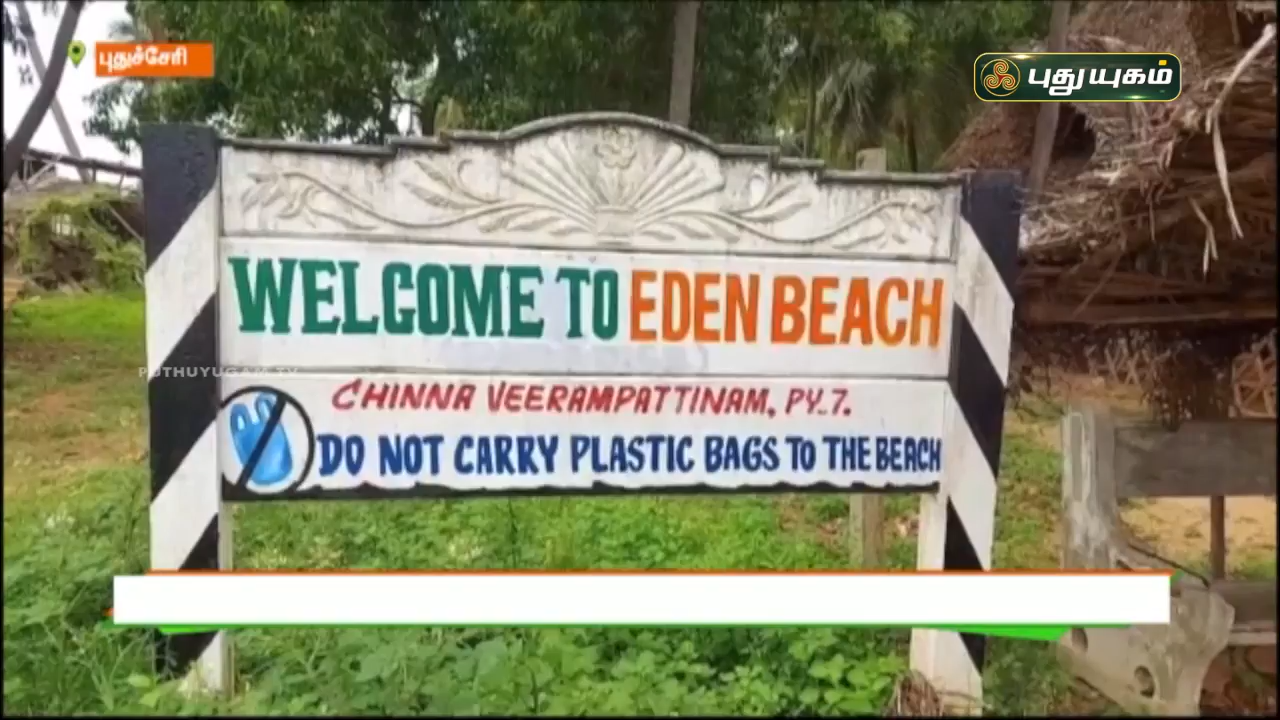 புதுச்சேரி
புதுயுகம்
WELCOME TO EDEN BEACH
PUTHUYUGAM TV
CHINNA VEERAMPATTINAM, PY-7.
DO NOT CARRY PLASTIC BAGS TO THE BEACH